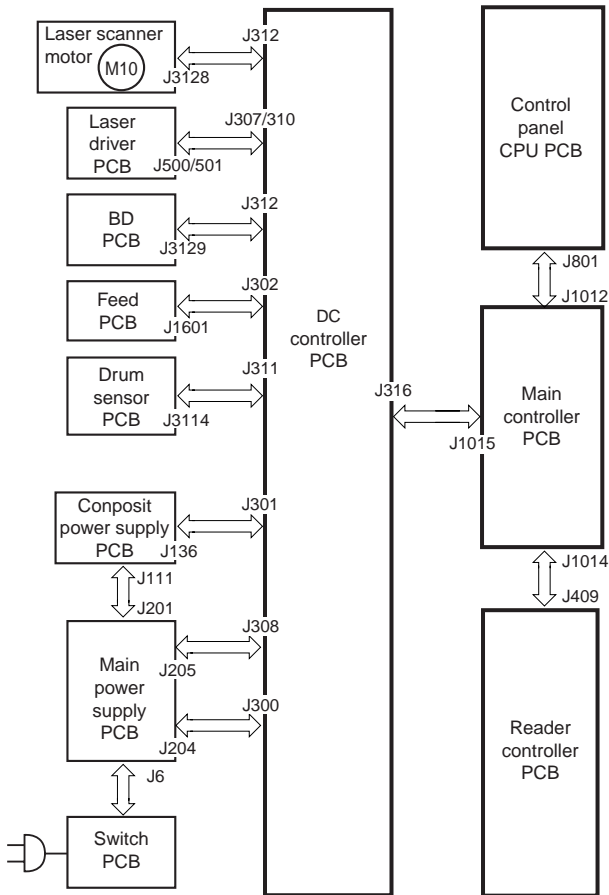 Laser scanner
motor
M10
J312
J3128
Laser
driver
PCB
J307/310
J500/501
BD
PCB
J312
J3129
Feed
PCB
J302
J1601
Drum
sensor
PCB
J311
J3114
Conposit
power supply
PCB
J301
J136
J111
J201
Main
power
supply
PCB
J308
J205
J300
J204
J6
Switch
PCB
DC
controller
PCB
J316
J1015
Control
panel
CPU PCB
J801
J1012
Main
controller
PCB
J1014
J409
Reader
controller
PCB